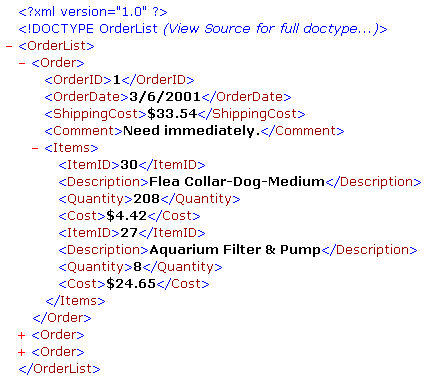 <?xml version="1.0" ?>
<!DOCTYPE OrderList (View Source for full doctype...)>
- <OrderList>
- <Order>
<OrderID>1</OrderID>
<OrderDate>3/6/2001</OrderDate>
<ShippingCost>$33.54</ShippingCost>
<Comment>Need immediately.</Comment>
- <Items>
<ItemID>30</ItemID>
<Description>Flea Collar-Dog-Medium</Description>
<Quantity>208</Quantity>
<Cost>$4.42</Cost>
<ItemID>27</ItemID>
<Description>Aquarium Filter & Pump</Description>
<Quantity>8</Quantity>
<Cost>$24.65</Cost>
</Items>
</Order>
+ <Order>
+ <Order>
</OrderList>